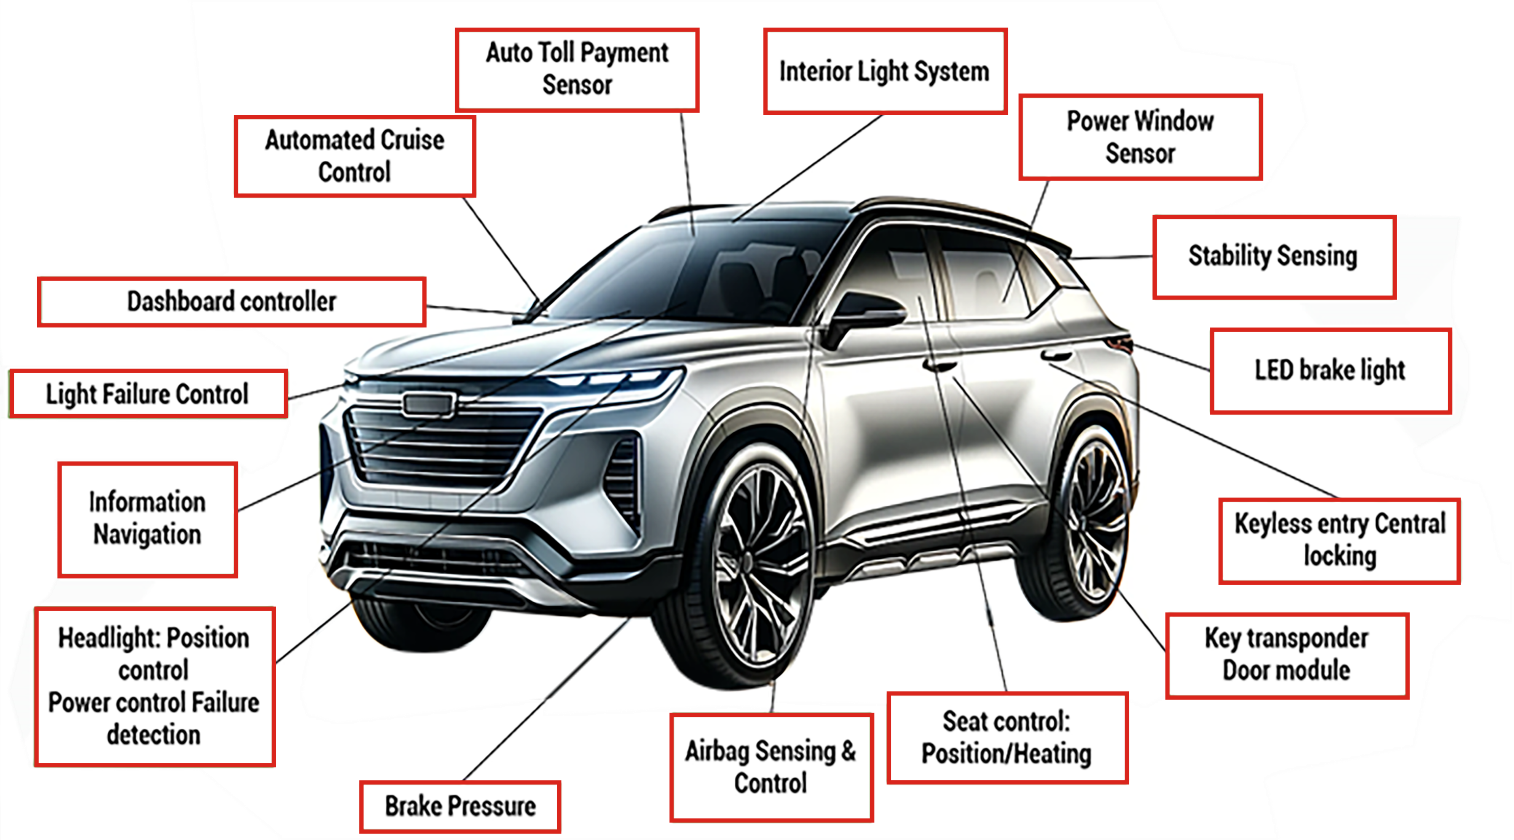 Auto Toll Payment
Sensor
Interior Light System
Power Window
Sensor
Automated Cruise
Control
Stability Sensing
Dashboard controller
LED brake light
Light Failure Control
Information
Navigation
Keyless entry Central
locking
Headlight: Position
control
Power control Failure
detection
Key transponder
Door module
Seat control:
Position/Heating
Airbag Sensing &
Control
Brake Pressure